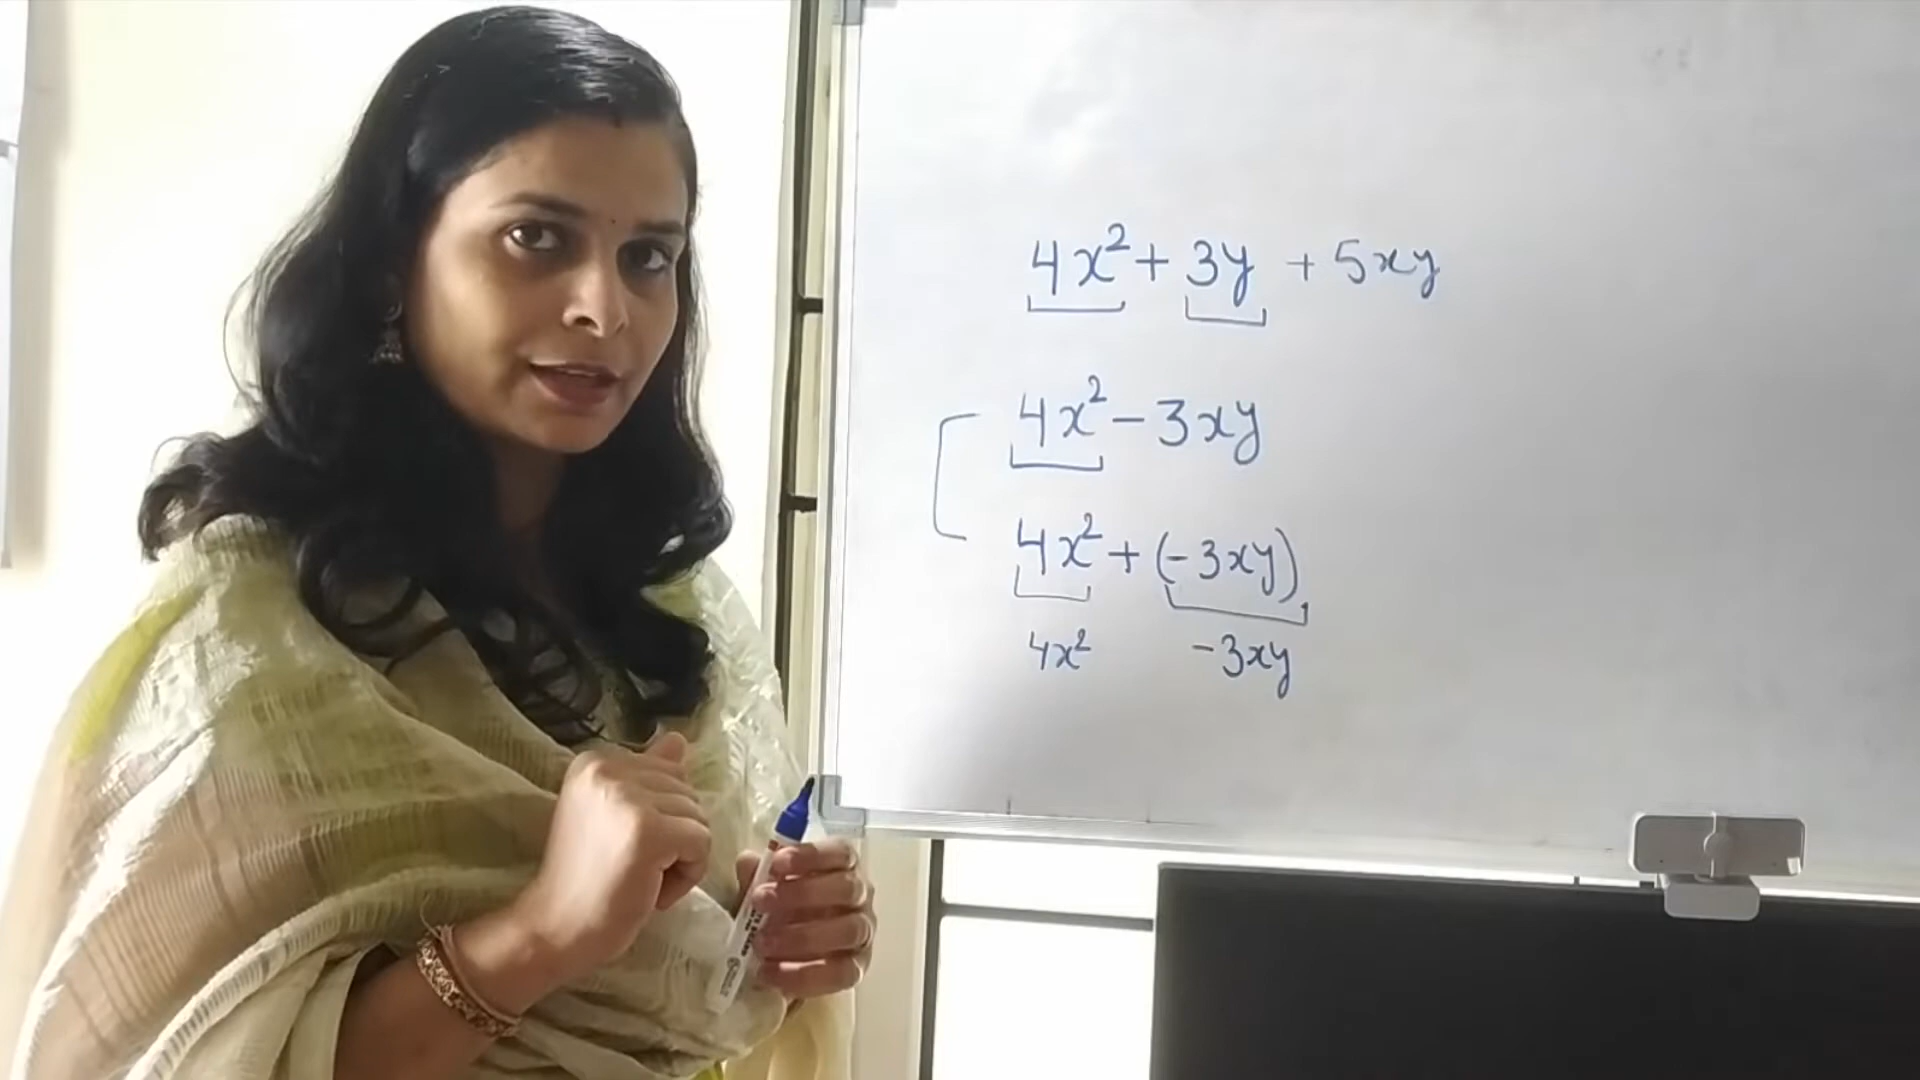 4x² + 3y + 5xy
4x² - 3xy
4x² + (-3xy)
4x² -3xy